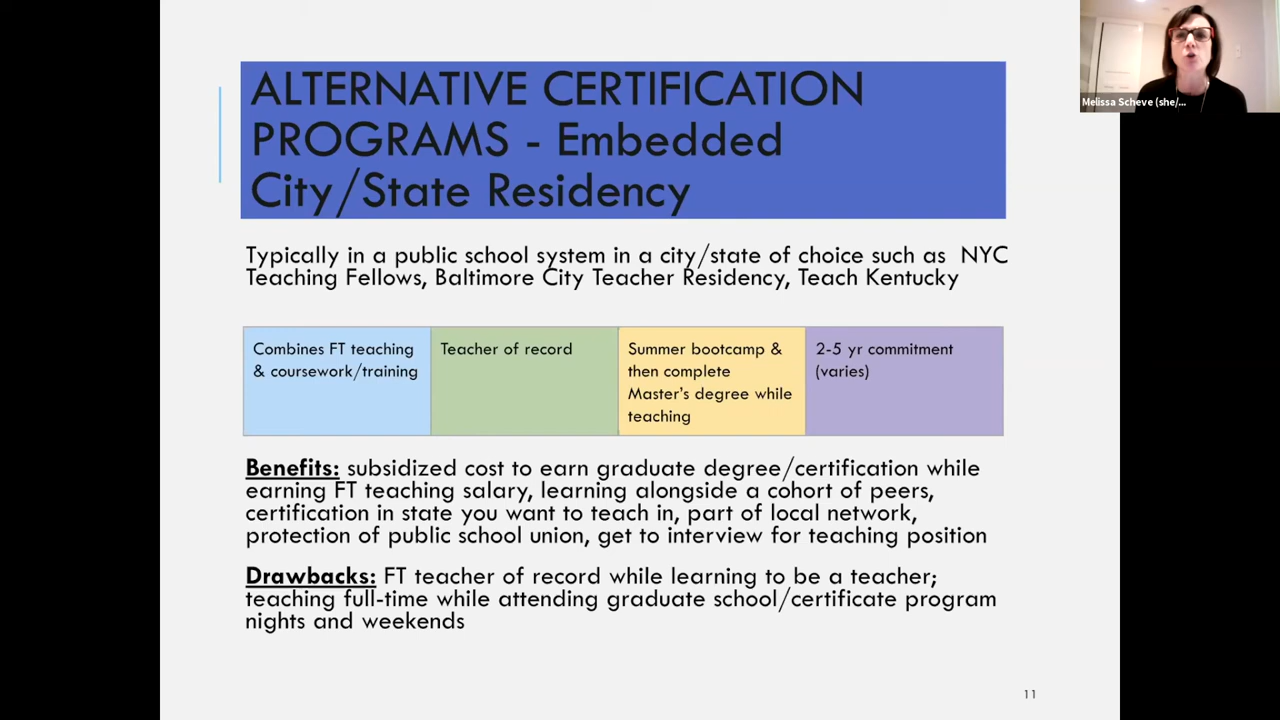 ALTERNATIVE CERTIFICATION
PROGRAMS - Embedded
City/State Residency
Melissa Scheve (she/...
Typically in a public school system in a city/state of choice such as  NYC
Teaching Fellows, Baltimore City Teacher Residency, Teach Kentucky
Combines FT teaching
& coursework/training
Teacher of record
Summer bootcamp &
then complete
Master's degree while
teaching
2-5 yr commitment
(varies)
Benefits: subsidized cost to earn graduate degree/certification while
earning FT teaching salary, learning alongside a cohort of peers,
certification in state you want to teach in, part of local network,
protection of public school union, get to interview for teaching position
Drawbacks: FT teacher of record while learning to be a teacher;
teaching full-time while attending graduate school/certificate program
nights and weekends
11